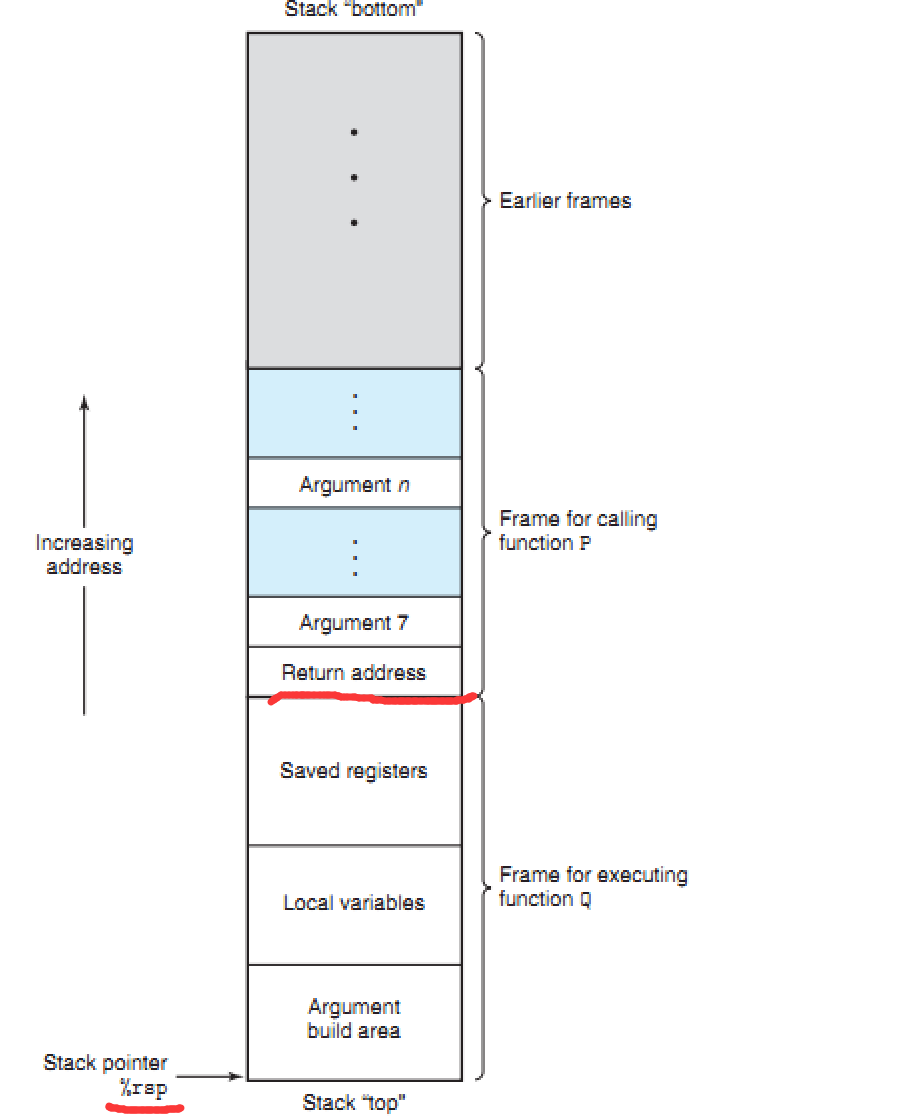 Stack "bottom"
Earlier frames
Argument n
Increasing
address
Frame for calling
function P
Argument 7
Return address
Saved registers
Local variables
Frame for executing
function Q
Argument
build area
Stack pointer
%rsp
Stack "top"